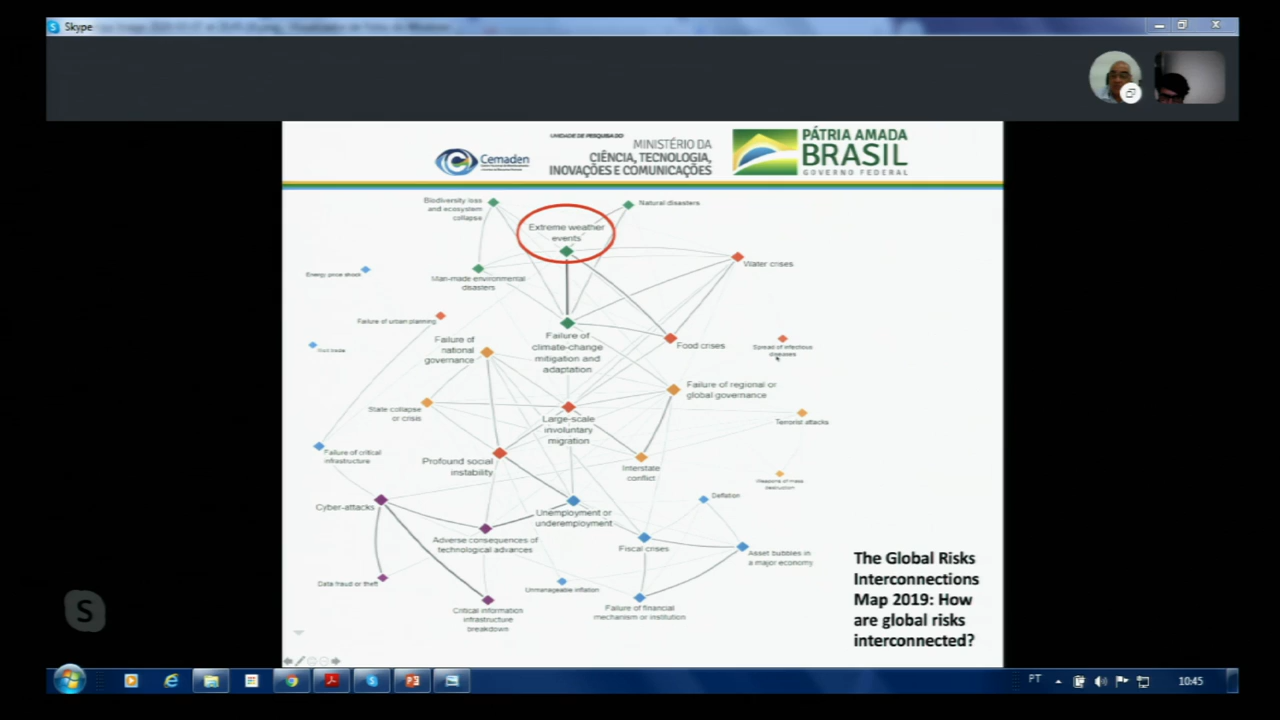 Skype
UNIDADE DE PESQUISA DO
MINISTÉRIO DA
CIÊNCIA, TECNOLOGIA,
INOVAÇÕES E COMUNICAÇÕES
Cemaden
PÁTRIA AMADA
BRASIL
GOVERNO FEDERAL
Biodiversity loss
and ecosystem
collapse
Natural disasters
Extreme weather
events
Water crises
Energy price shock
Man-made environmental
disasters
Failure of urban planning
Failure of
national
governance
Failure of
climate-change
mitigation and
adaptation
Food crises
Spread of infectious
diseases
Failure of regional or
global governance
State collapse
or crisis
Large-scale
involuntary
migration
Terrorist attacks
Failure of critical
infrastructure
Profound social
instability
Interstate
conflict
Weapons of mass
destruction
Cyber-attacks
Unemployment or
underemployment
Deflation
Adverse consequences of
technological advances
Fiscal crises
Asset bubbles in
a major economy
Data fraud or theft
Unmanageable inflation
Critical information
infrastructure
breakdown
Failure of financial
mechanism or institution
The Global Risks
Interconnections
Map 2019: How
are global risks
interconnected?
S
PT
10:45